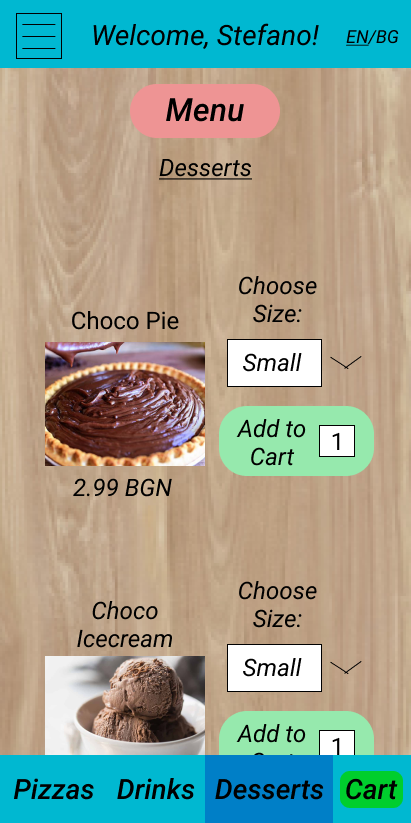 Welcome, Stefano!
EN/BG
Menu
Desserts
Choose
Size:
Choco Pie
Small
Add to
Cart
1
2.99 BGN
Choose
Size:
Choco
Icecream
Small
Add to
1
Pizzas Drinks Desserts Cart